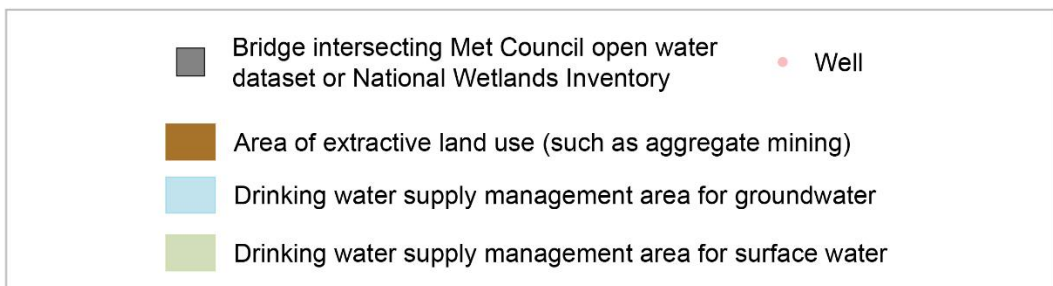 Bridge intersecting Met Council open water
dataset or National Wetlands Inventory
Well
Area of extractive land use (such as aggregate mining)
Drinking water supply management area for groundwater
Drinking water supply management area for surface water